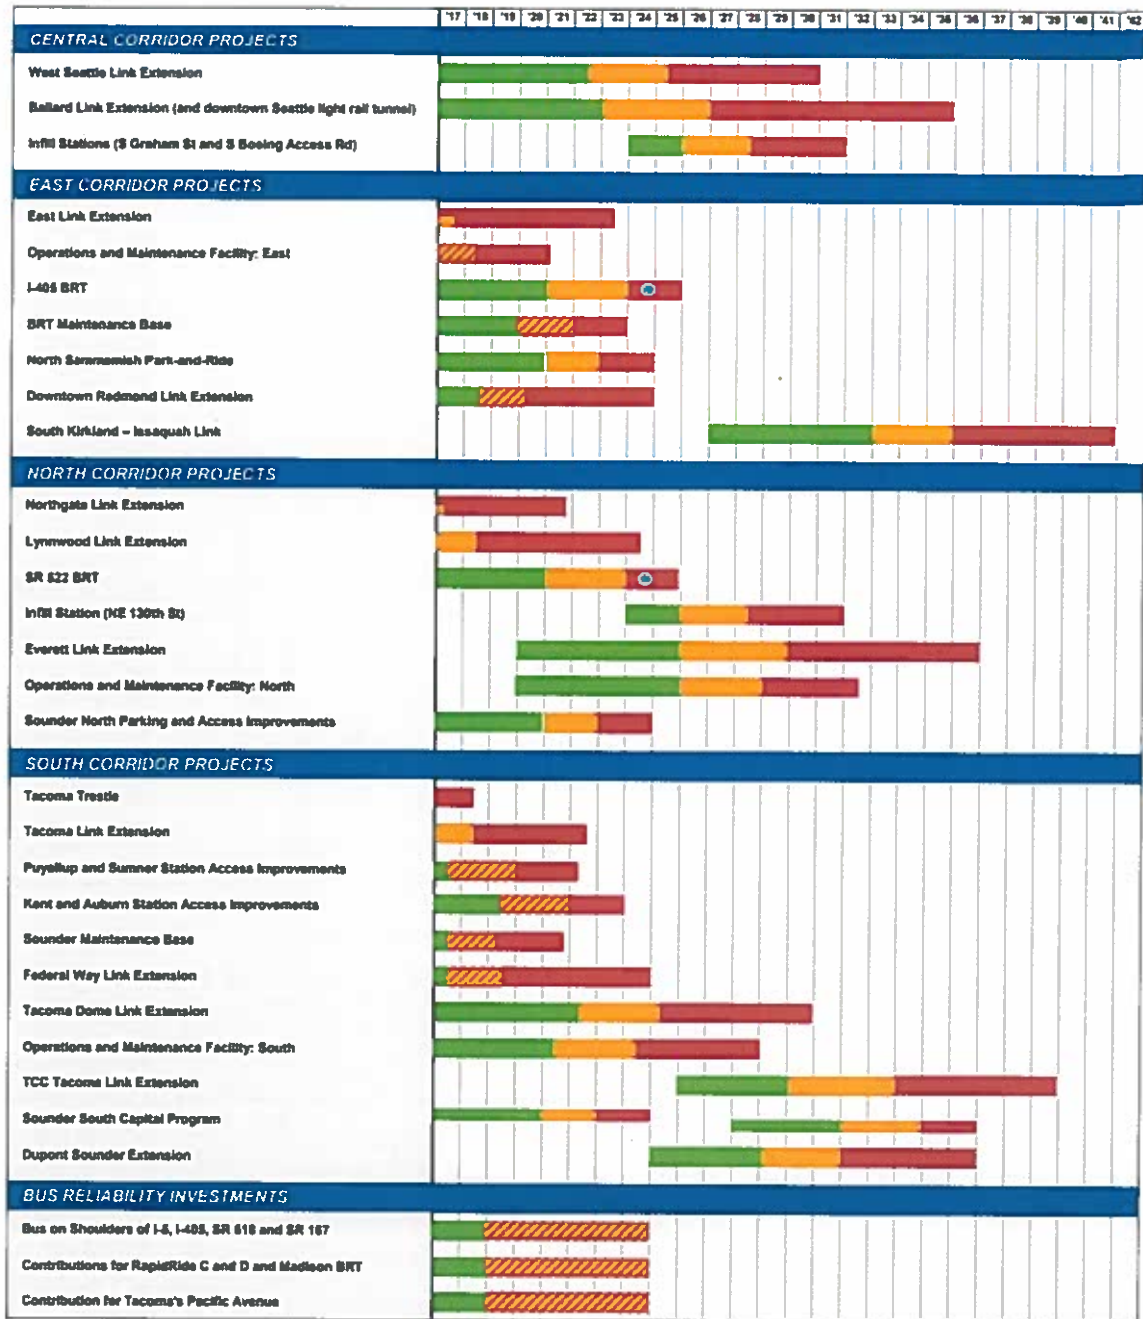 '17 '18 '19 '20 '21 '22 '23 '24 '25 '26 '27 '28 '29 '30 '31 '32 '33 '34 '35 '36 '37 '38 '39 '40 '41 '42
CENTRAL CORRIDOR PROJECTS
West Seattle Link Extension
Ballard Link Extension (and downtown Seattle light rail tunnel)
Infill Stations (S Graham St and S Boeing Access Rd)
EAST CORRIDOR PROJECTS
East Link Extension
Operations and Maintenance Facility: East
I-405 BRT
BRT Maintenance Base
North Sammamish Park-and-Ride
Downtown Redmond Link Extension
South Kirkland – Issaquah Link
NORTH CORRIDOR PROJECTS
Northgate Link Extension
Lynnwood Link Extension
SR 522 BRT
Infill Station (NE 130th St)
Everett Link Extension
Operations and Maintenance Facility: North
Sounder North Parking and Access Improvements
SOUTH CORRIDOR PROJECTS
Tacoma Trestle
Tacoma Link Extension
Puyallup and Sumner Station Access Improvements
Kent and Auburn Station Access Improvements
Sounder Maintenance Base
Federal Way Link Extension
Tacoma Dome Link Extension
Operations and Maintenance Facility: South
TCC Tacoma Link Extension
Sounder South Capital Program
Dupont Sounder Extension
BUS RELIABILITY INVESTMENTS
Bus on Shoulders of I-5, I-405, SR 518 and SR 167
Contributions for RapidRide C and D and Madison BRT
Contribution for Tacoma's Pacific Avenue